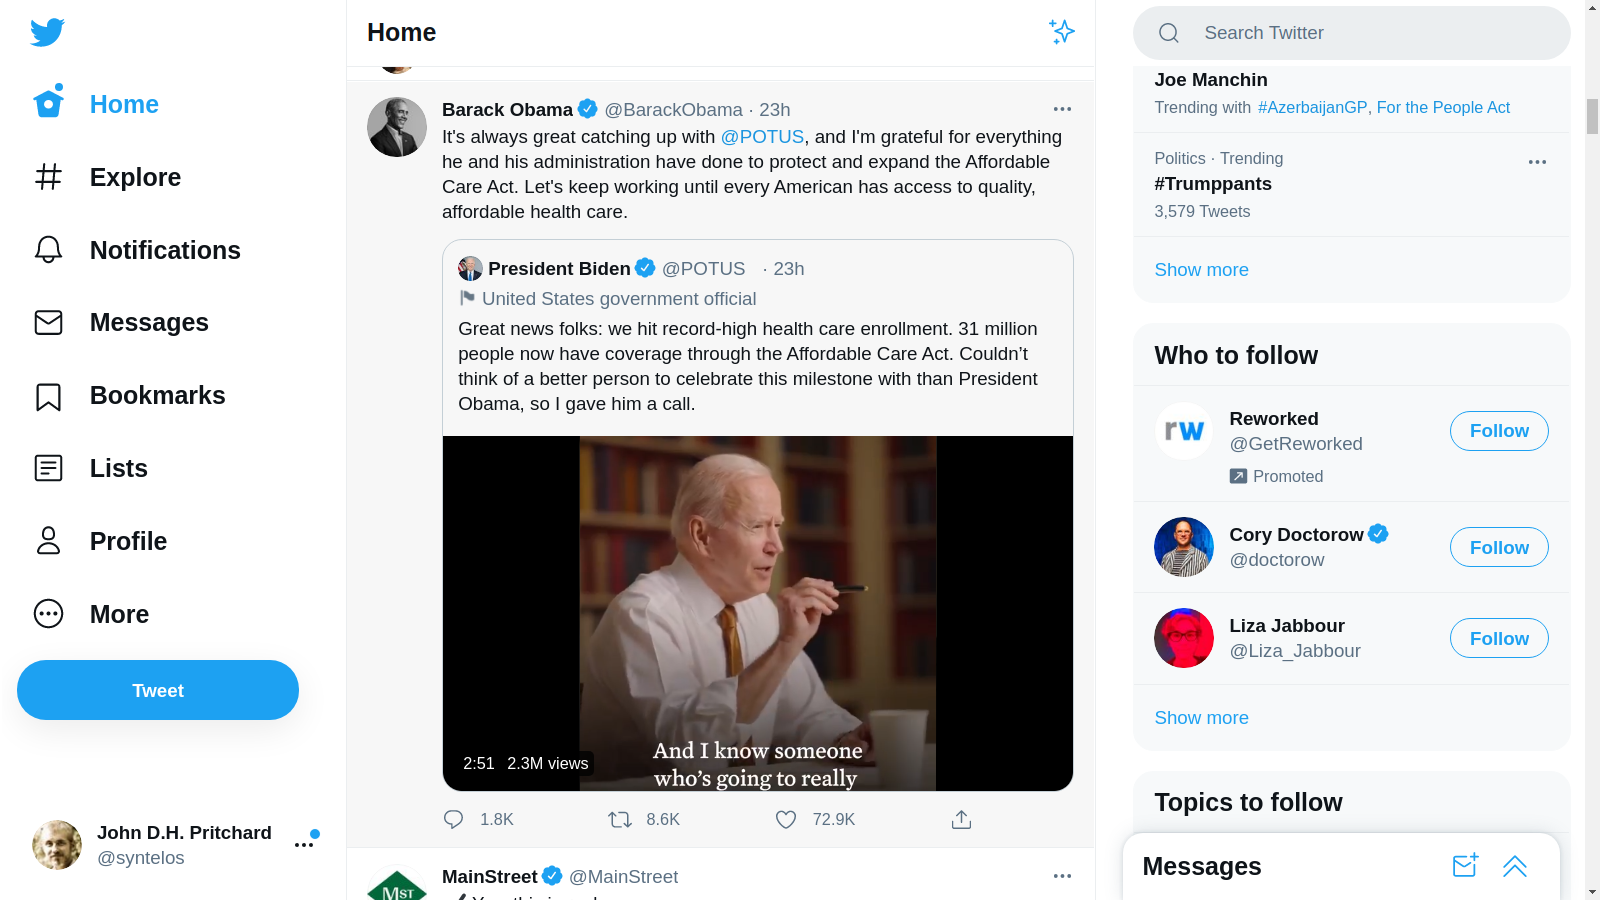 Home
Explore
Notifications
Messages
Bookmarks
Lists
Profile
More
Tweet
John D.H. Pritchard
@syntelos
Home
Barack Obama @BarackObama · 23h
It's always great catching up with @POTUS, and I'm grateful for everything
he and his administration have done to protect and expand the Affordable
Care Act. Let's keep working until every American has access to quality,
affordable health care.
President Biden @POTUS · 23h
United States government official
Great news folks: we hit record-high health care enrollment. 31 million
people now have coverage through the Affordable Care Act. Couldn’t
think of a better person to celebrate this milestone with than President
Obama, so I gave him a call.
And I know someone
who’s going to really
2:51 2.3M views
1.8K 8.6K 72.9K
MST
MainStreet @MainStreet
Search Twitter
Joe Manchin
Trending with #AzerbaijanGP, For the People Act
Politics · Trending
#Trumppants
3,579 Tweets
Show more
Who to follow
rw
Reworked
@GetReworked
Promoted
Follow
Cory Doctorow
@doctorow
Follow
Liza Jabbour
@Liza_Jabbour
Follow
Show more
Topics to follow
Messages